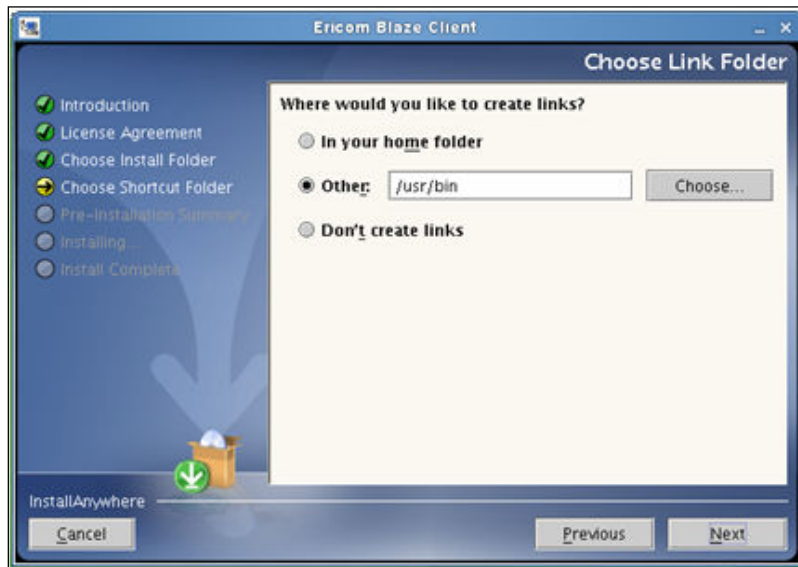 Ericom Blaze Client
Choose Link Folder
Introduction
License Agreement
Choose Install Folder
Choose Shortcut Folder
Pre-Installation Summary
Installing...
Install Complete
Where would you like to create links?
In your home folder
Other: /usr/bin Choose...
Don't create links
InstallAnywhere
Cancel Previous Next